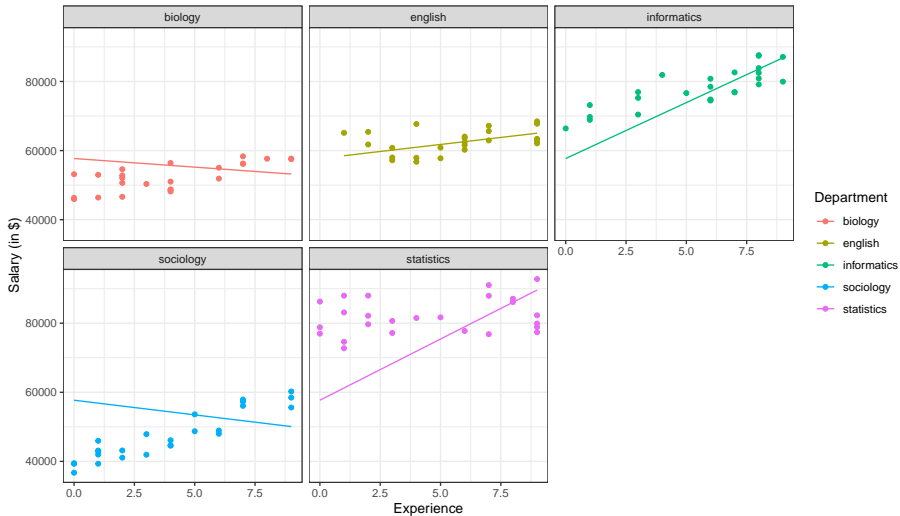 biology
english
informatics
80000
60000
40000
0.0
2.5
5.0
7.5
Salary (in $)
sociology
statistics
80000
60000
40000
0.0
2.5
5.0
7.5
0.0
2.5
5.0
7.5
Experience
Department
biology
english
informatics
sociology
statistics